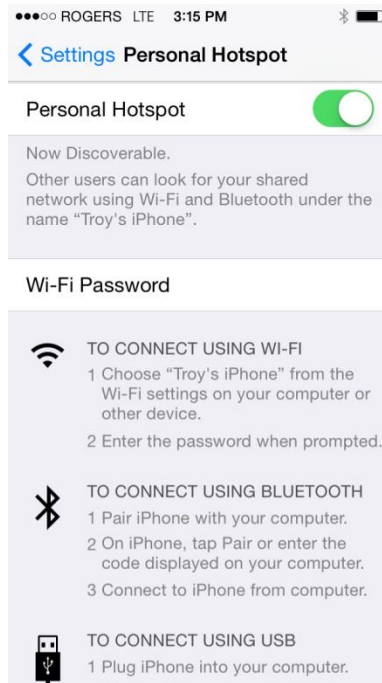 ROGERS LTE 3:15 PM
Settings Personal Hotspot
Personal Hotspot
Now Discoverable.
Other users can look for your shared
network using Wi-Fi and Bluetooth under the
name “Troy's iPhone”.
Wi-Fi Password
TO CONNECT USING WI-FI
1 Choose “Troy's iPhone” from the
Wi-Fi settings on your computer or
other device.
2 Enter the password when prompted.
TO CONNECT USING BLUETOOTH
1 Pair iPhone with your computer.
2 On iPhone, tap Pair or enter the
code displayed on your computer.
3 Connect to iPhone from computer.
TO CONNECT USING USB
1 Plug iPhone into your computer.